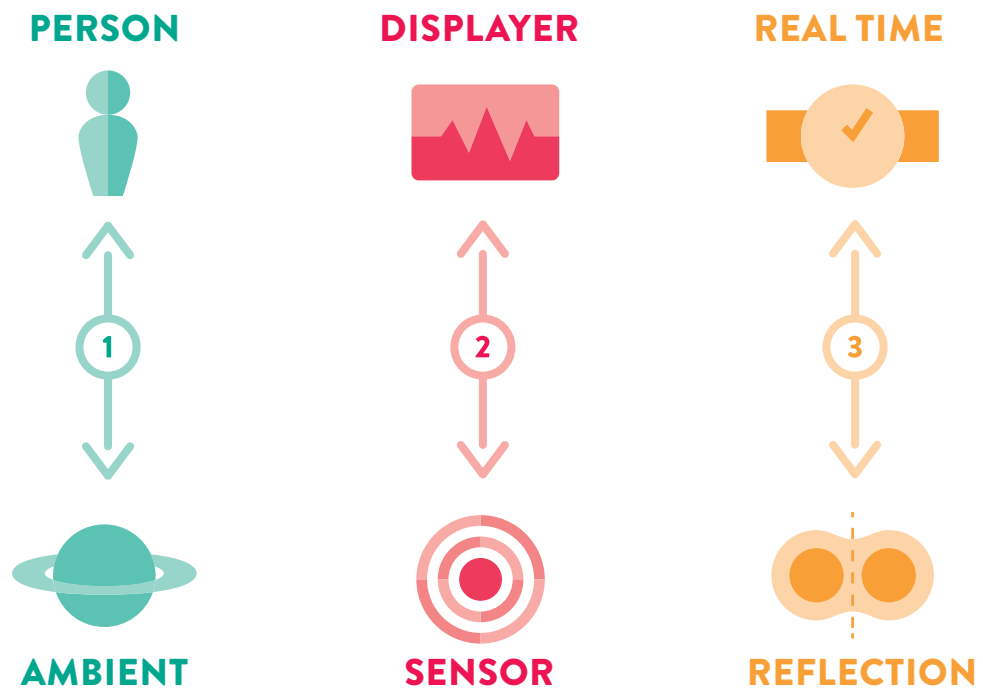 PERSON
DISPLAYER
REAL TIME
1
2
3
AMBIENT
SENSOR
REFLECTION